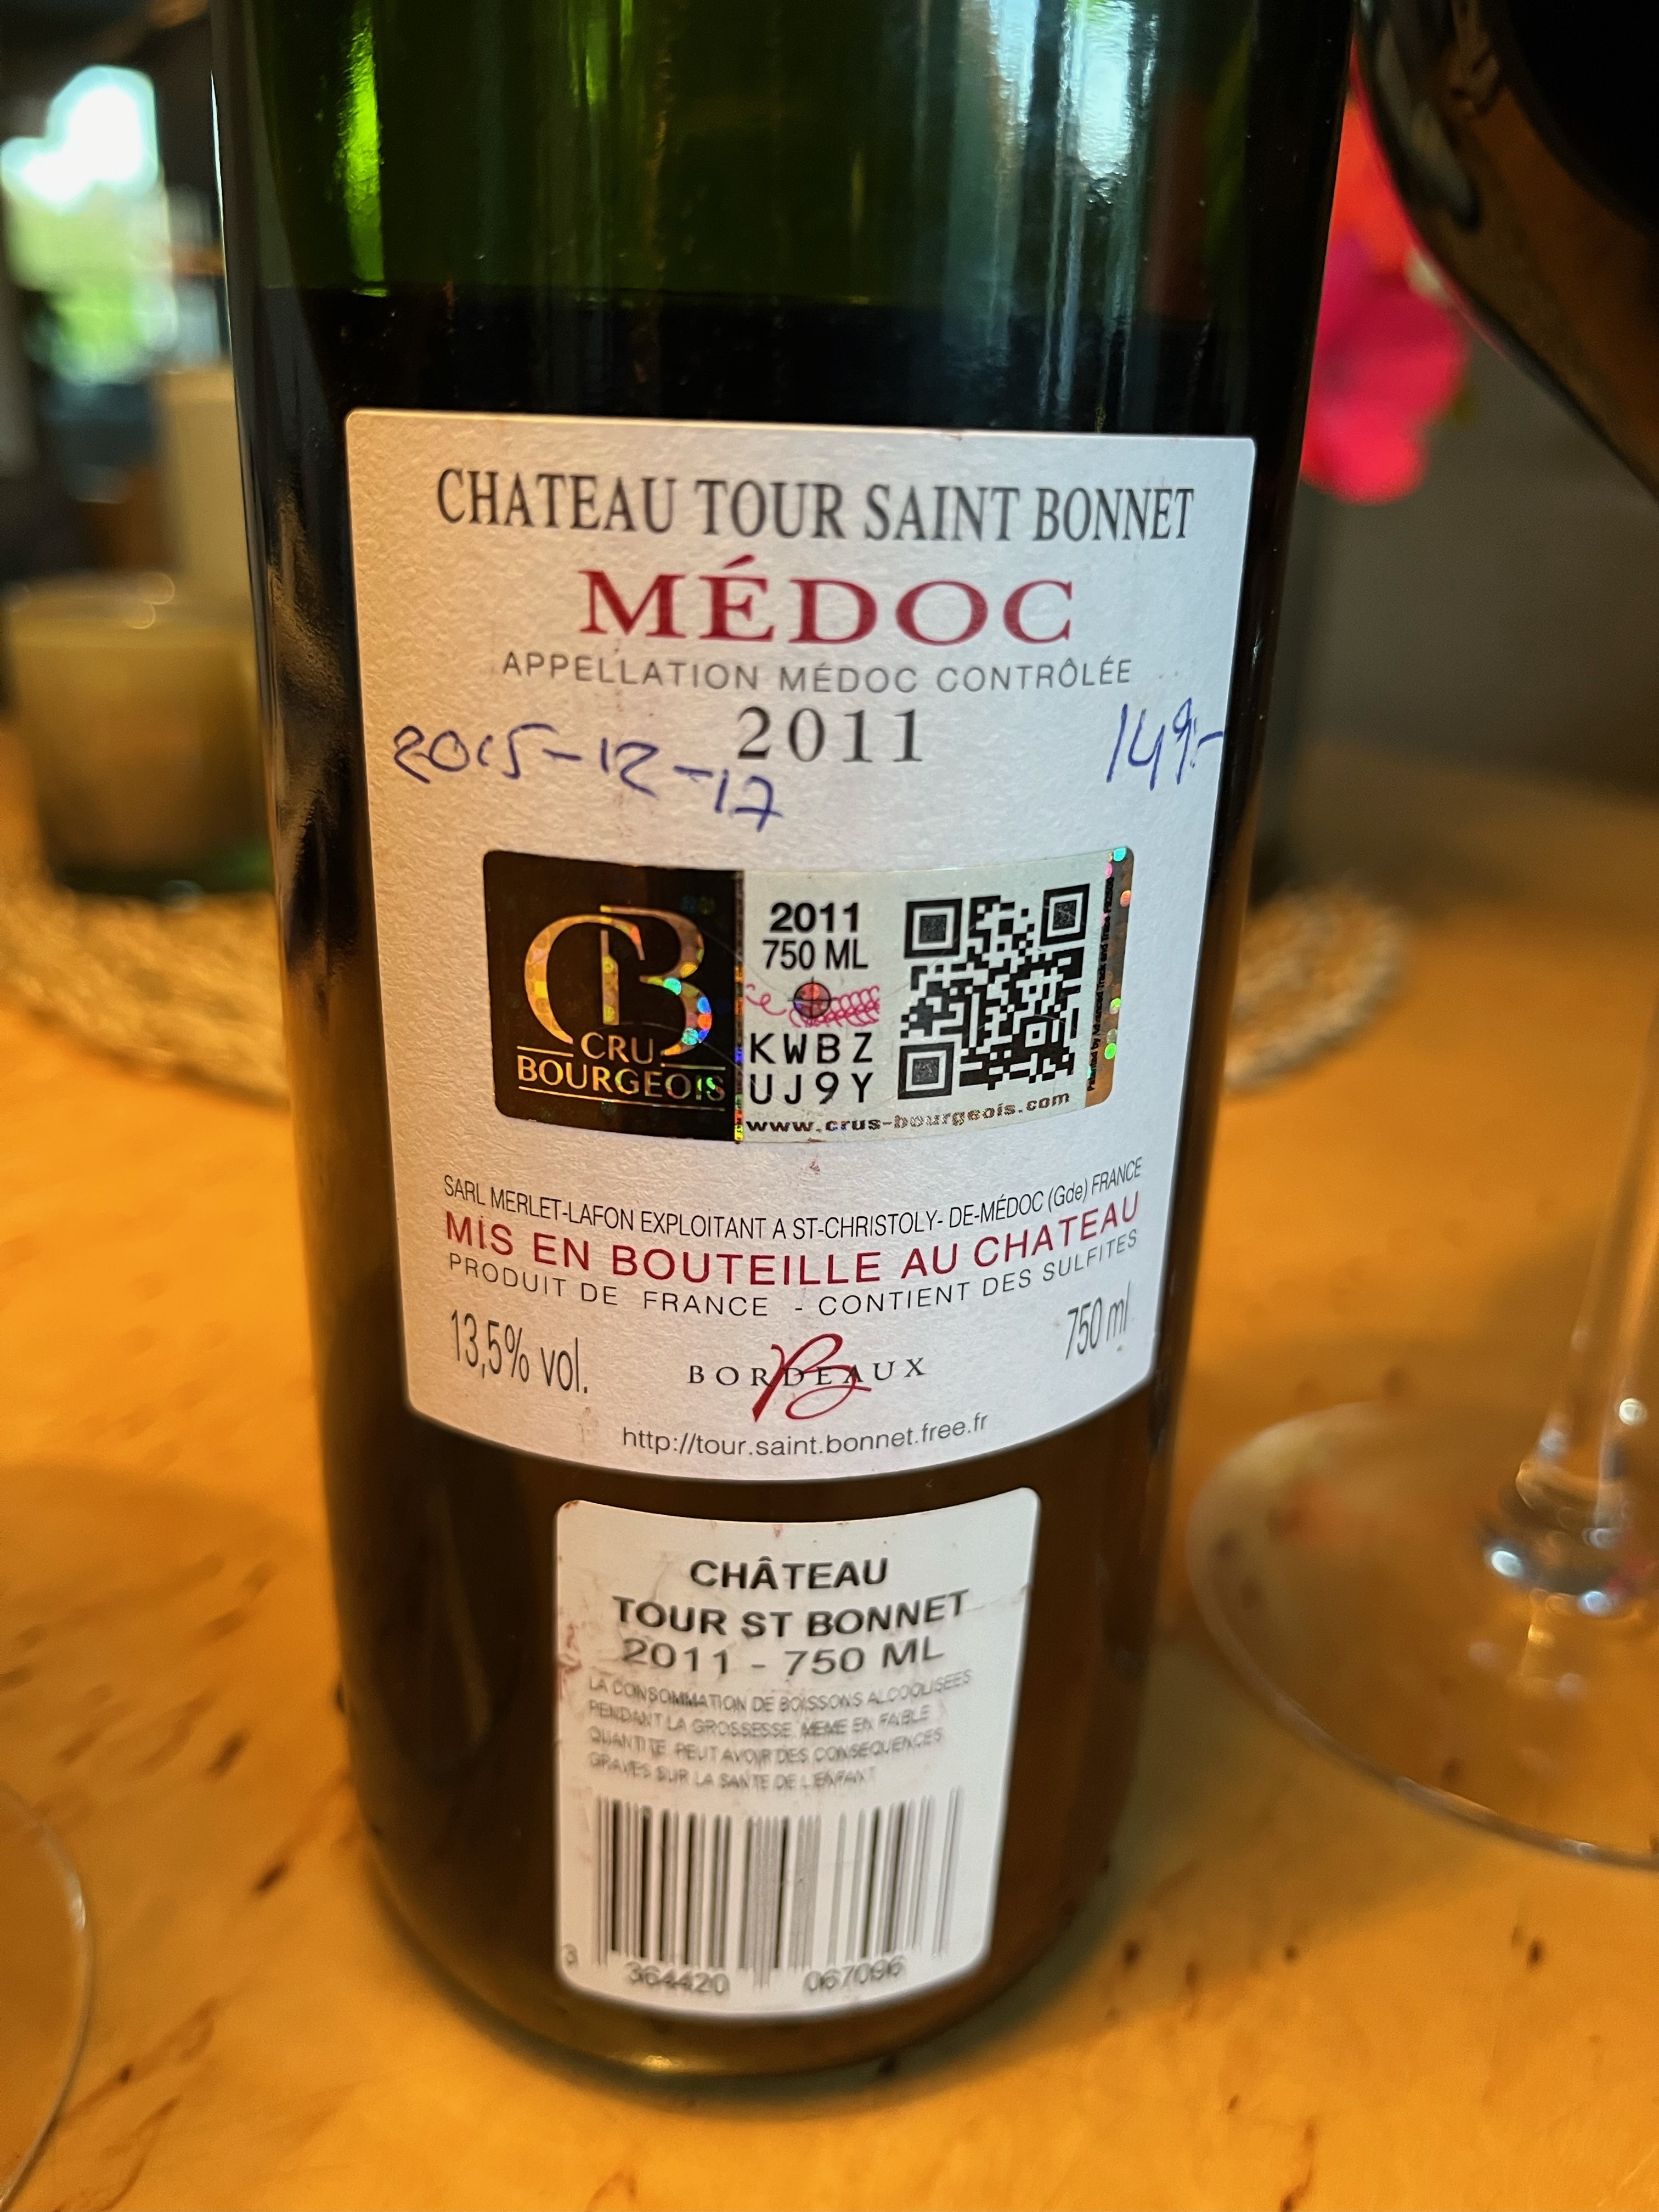 CHATEAU TOUR SAINT BONNET
MÉDOC
APPELLATION MÉDOC CONTRÔLÉE
2011
2015-12-17
149:-
CB
CRU
BOURGEOIS
2011
750 ML
KWBZ
UJ9Y
www.crus-bourgeois.com
SARL MERLET-LAFON EXPLOITANT A ST-CHRISTOLY- DE-MÉDOC (Gde) FRANCE
MIS EN BOUTEILLE AU CHATEAU
PRODUIT DE FRANCE - CONTIENT DES SULFITES
13,5% vol.
750 ml
BORDEAUX
http://tour.saint.bonnet.free.fr
CHÂTEAU
TOUR ST BONNET
2011 - 750 ML
LA CONSOMMATION DE BOISSONS ALCOOLISEES
PENDANT LA GROSSESSE, MEME EN FAIBLE
QUANTITE PEUT AVOIR DES CONSEQUENCES
GRAVES SUR LA SANTE DE L'ENFANT
3 364420 067096